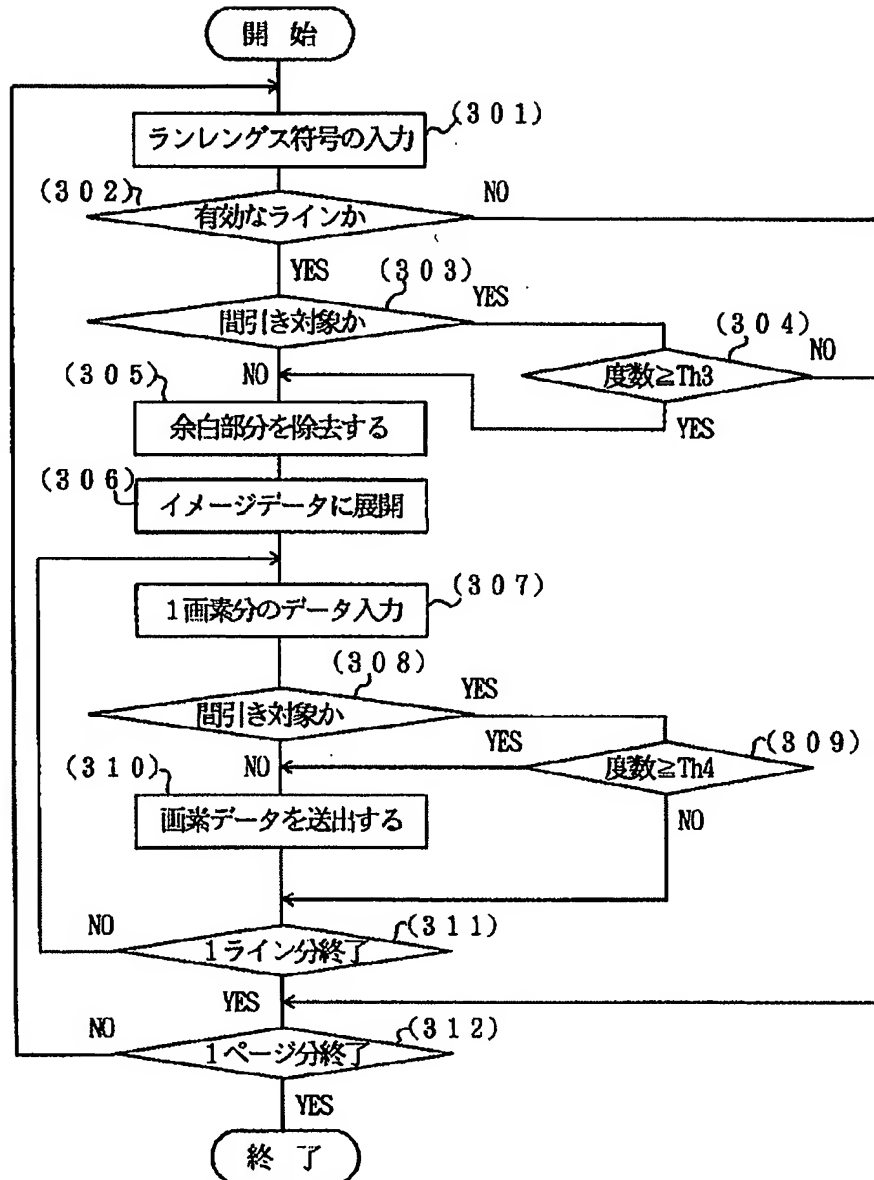 開 始
(301)
ランレングス符号の入力
(302)
有効なラインか
NO
YES
(303)
間引き対象か
YES
(304)
度数≧Th3
NO
YES
NO
(305)
余白部分を除去する
(306)
イメージデータに展開
(307)
1画素分のデータ入力
(308)
間引き対象か
YES
YES
(309)
度数≧Th4
NO
NO
(310)
画素データを送出する
NO
(311)
1ライン分終了
YES
NO
(312)
1ページ分終了
YES
終 了